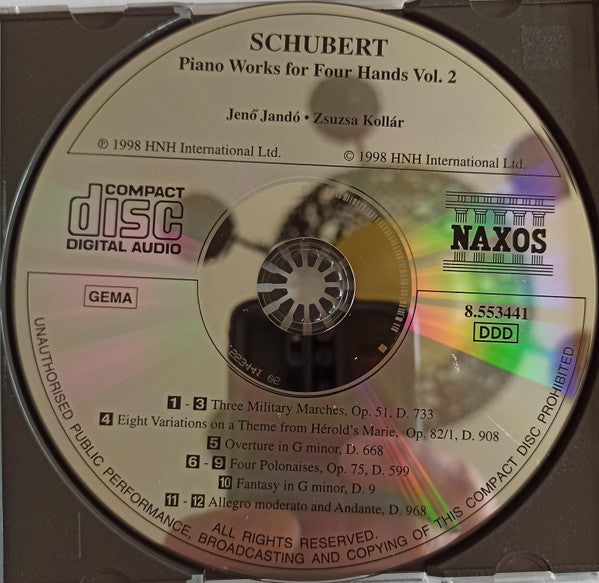 SCHUBERT
Piano Works for Four Hands Vol. 2
Jenő Jandó • Zsuzsa Kollár
℗ 1998 HNH International Ltd.
© 1998 HNH International Ltd.
COMPACT
disc
DIGITAL AUDIO
NAXOS
GEMA
8.553441
DDD
1 - 3 Three Military Marches, Op. 51, D. 733
4 Eight Variations on a Theme from Hérold's Marie, Op. 82/1, D. 908
5 Overture in G minor, D. 668
6 - 9 Four Polonaises, Op. 75, D. 599
10 Fantasy in G minor, D. 9
11 - 12 Allegro moderato and Andante, D. 968
ALL RIGHTS RESERVED.
UNAUTHORISED PUBLIC PERFORMANCE, BROADCASTING AND COPYING OF THIS COMPACT DISC PROHIBITED.